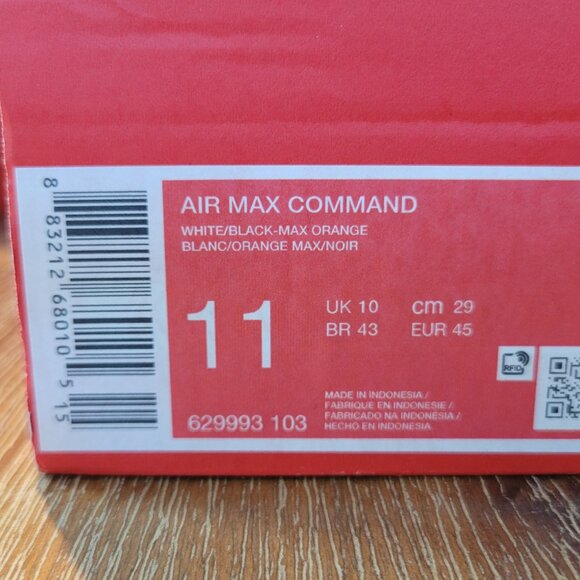 AIR MAX COMMAND
WHITE/BLACK-MAX ORANGE
BLANC/ORANGE MAX/NOIR
11
UK 10 cm 29
BR 43 EUR 45
RFID
MADE IN INDONESIA /
FABRIQUE EN INDONESIE /
FABRICADO NA INDONESIA /
HECHO EN INDONESIA
629993 103
8 83212 68010 5 15